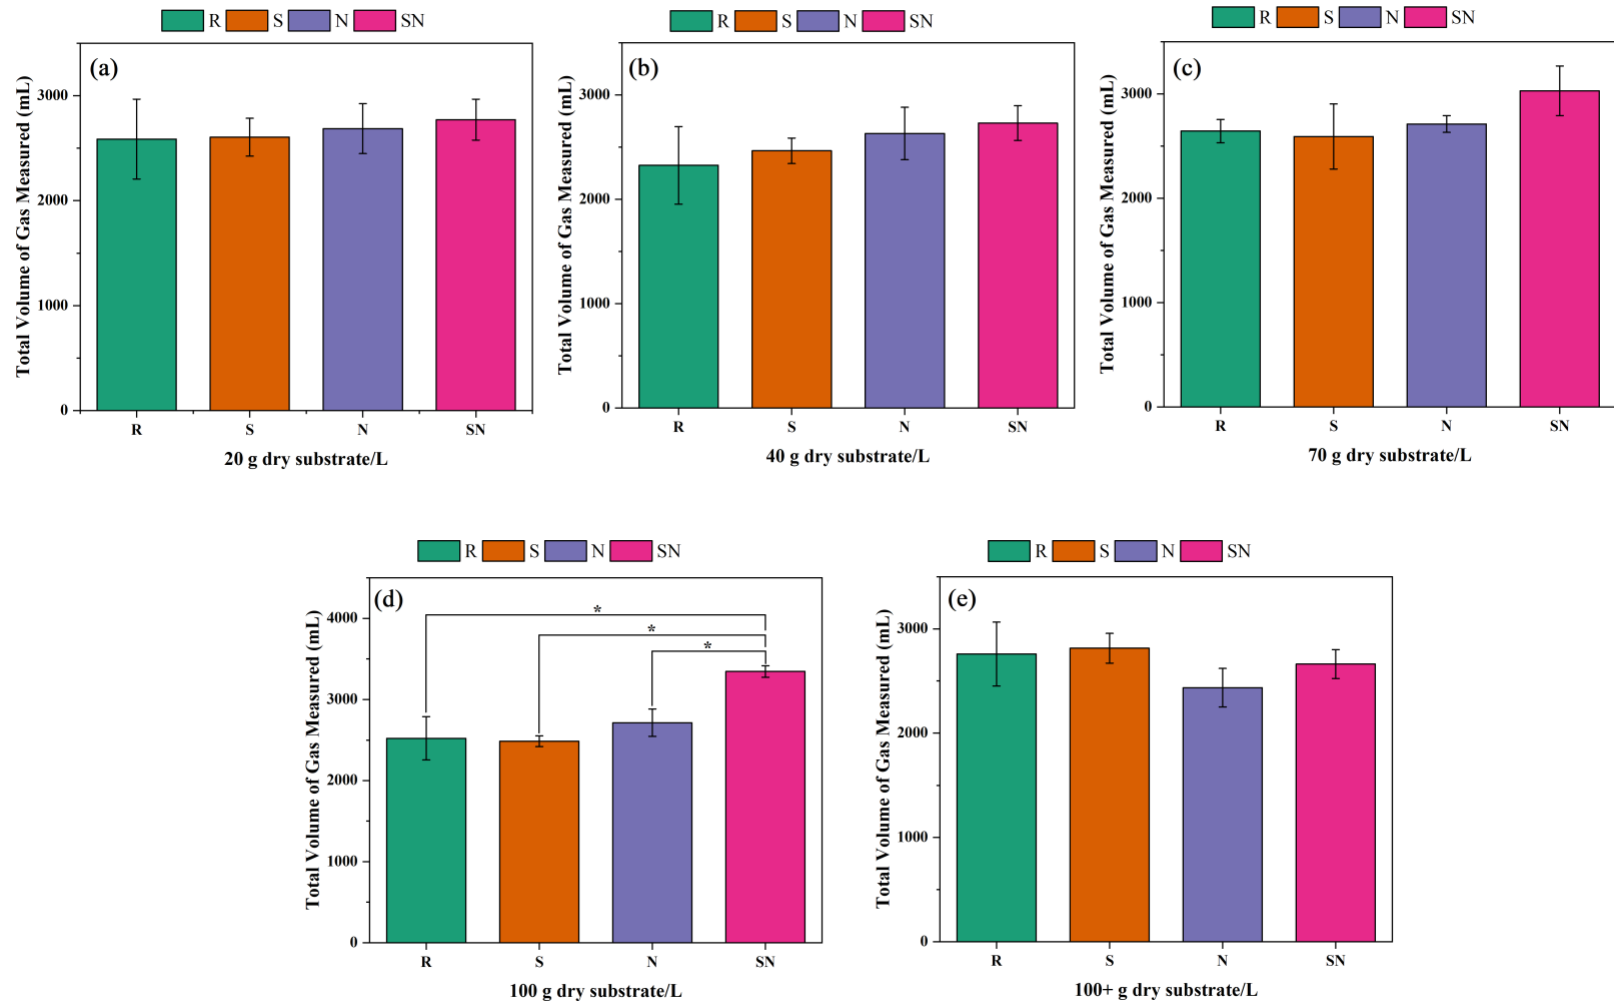 R S N SN
(a)
Total Volume of Gas Measured (mL)
3000
2000
1000
0
R S N SN
20 g dry substrate/L
R S N SN
(b)
Total Volume of Gas Measured (mL)
3000
2000
1000
0
R S N SN
40 g dry substrate/L
R S N SN
(c)
Total Volume of Gas Measured (mL)
3000
2000
1000
0
R S N SN
70 g dry substrate/L
R S N SN
(d)
Total Volume of Gas Measured (mL)
4000
3000
2000
1000
0
*
*
*
R S N SN
100 g dry substrate/L
R S N SN
(e)
Total Volume of Gas Measured (mL)
3000
2000
1000
0
R S N SN
100+ g dry substrate/L